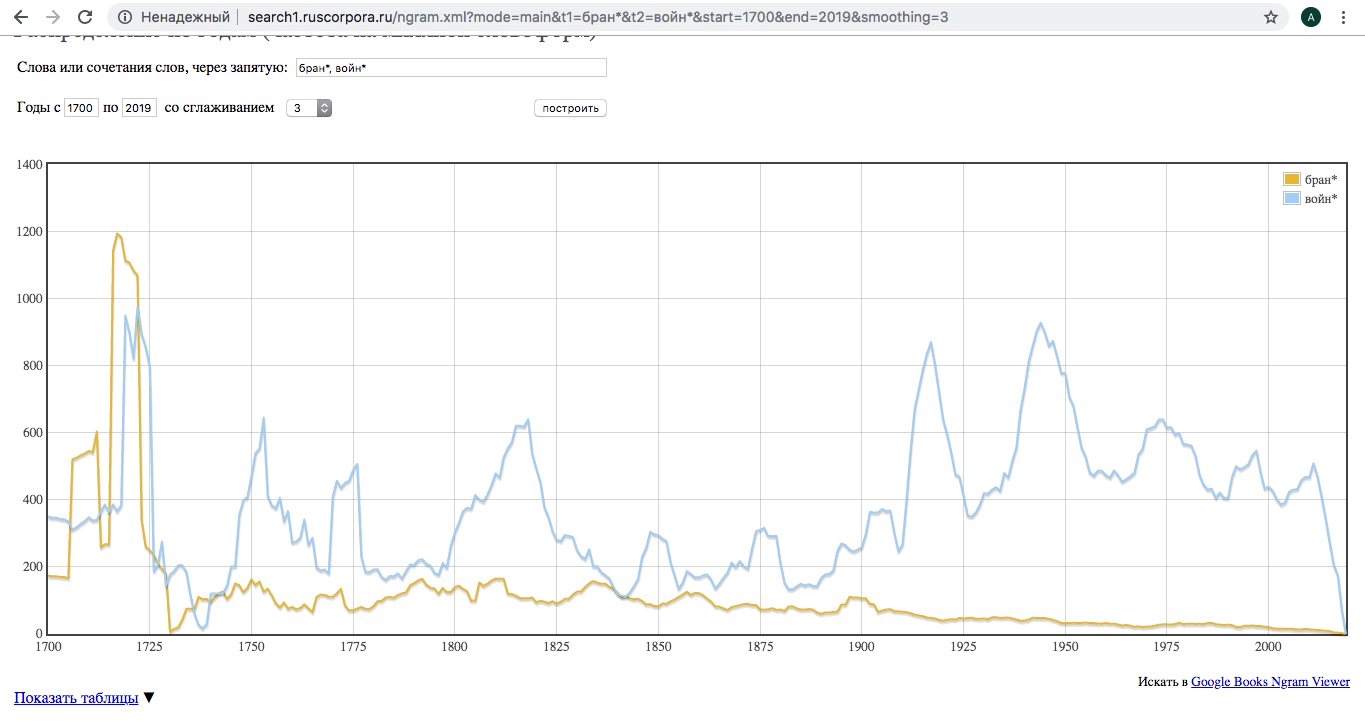 Ненадежный search1.ruscorpora.ru/ngram.xml?mode=main&t1=бран*&t2=войн*&start=1700&end=2019&smoothing=3 A
Слова или сочетания слов, через запятую: бран*, войн*
Годы с 1700 по 2019 со сглаживанием 3 построить
1400
бран*
войн*
1200
1000
800
600
400
200
0
1700 1725 1750 1775 1800 1825 1850 1875 1900 1925 1950 1975 2000
Искать в Google Books Ngram Viewer
Показать таблицы ▼